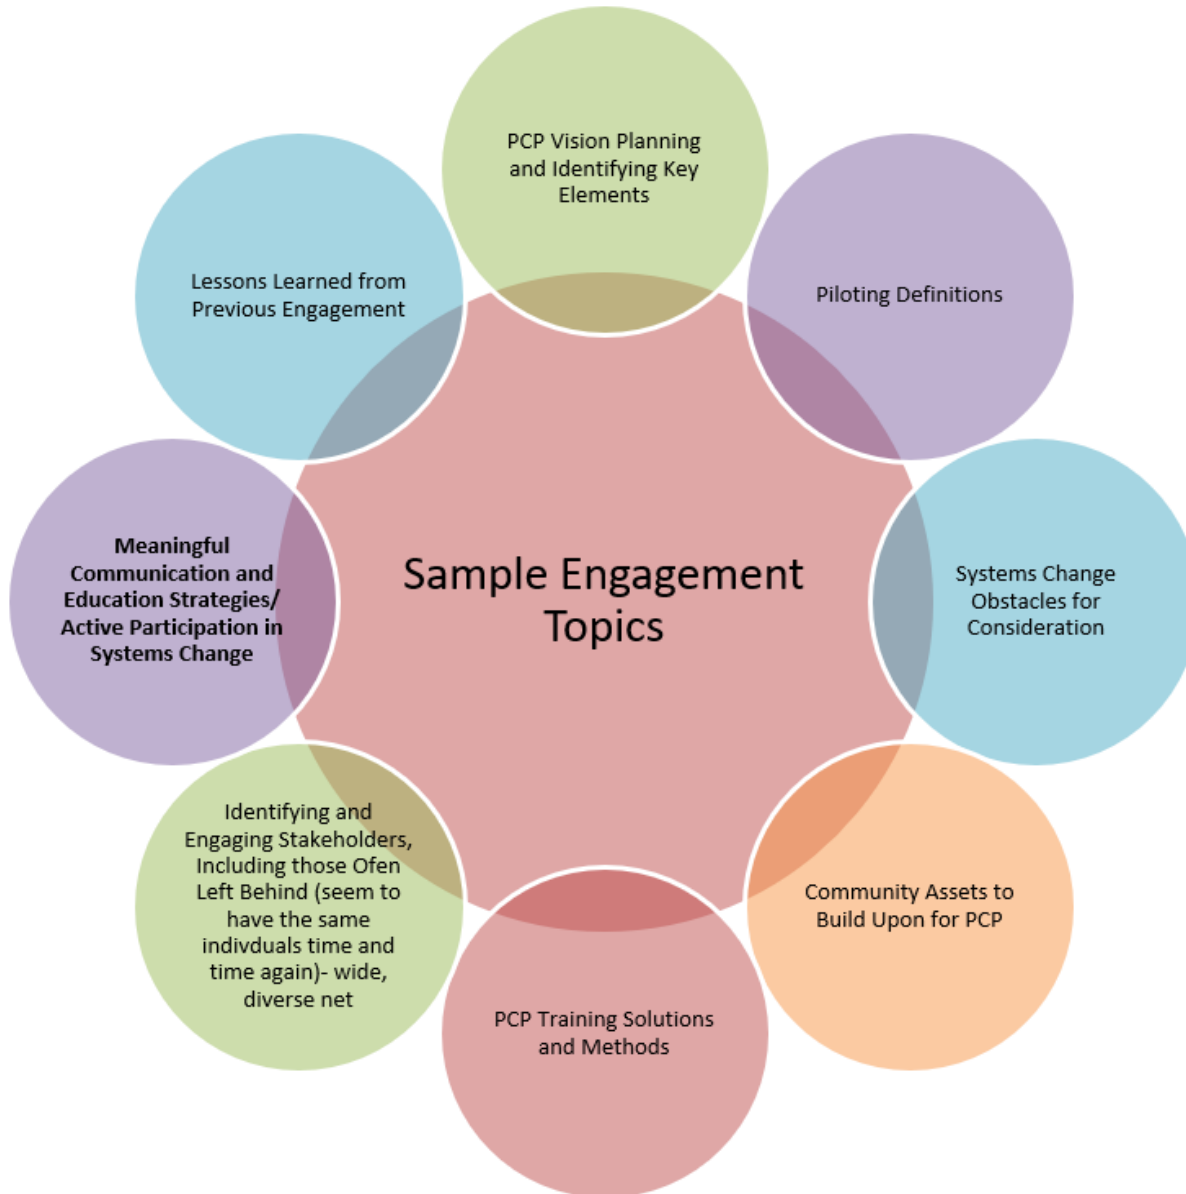 PCP Vision Planning
and Identifying Key
Elements
Piloting Definitions
Systems Change
Obstacles for
Consideration
Community Assets to
Build Upon for PCP
PCP Training Solutions
and Methods
Identifying and
Engaging Stakeholders,
Including those Ofen
Left Behind (seem to
have the same
indivduals time and
time again)- wide,
diverse net
Meaningful
Communication and
Education Strategies/
Active Participation in
Systems Change
Lessons Learned from
Previous Engagement
Sample Engagement
Topics